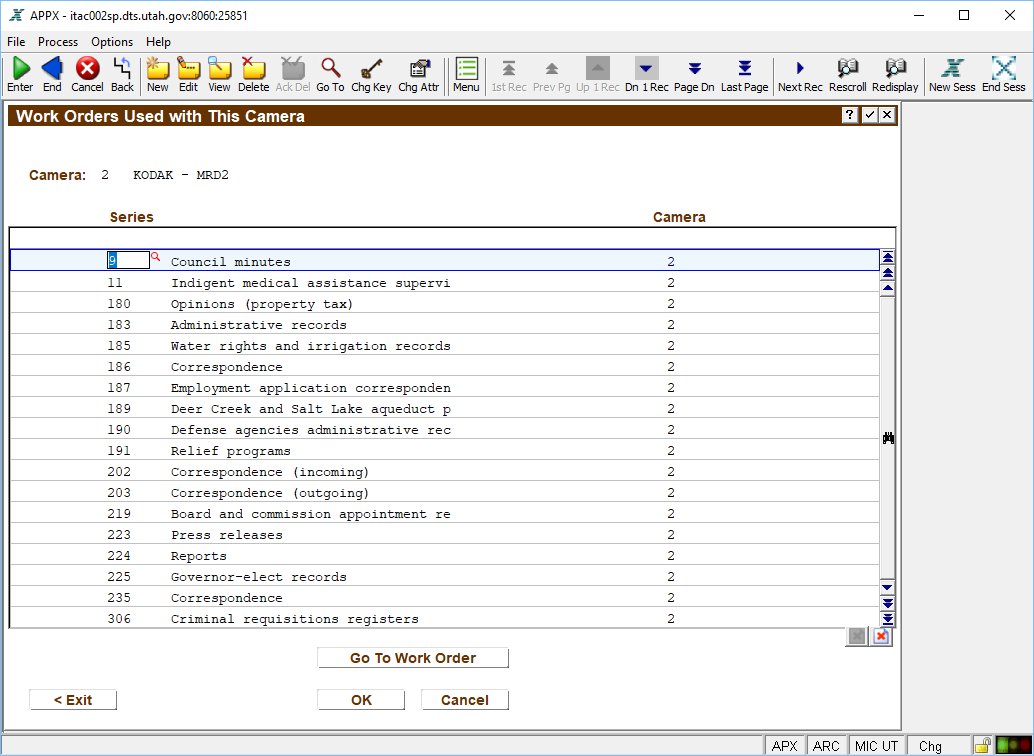 APPX - itac002sp.dts.utah.gov:8060:25851
File Process Options Help
Enter End Cancel Back New Edit View Delete Ack Del Go To Chg Key Chg Attr Menu 1st Rec Prev Pg Up 1 Rec Dn 1 Rec Page Dn Last Page Next Rec Rescroll Redisplay New Sess End Sess
Work Orders Used with This Camera ?
Camera: 2 KODAK - MRD2
Series Camera
9 Council minutes 2
11 Indigent medical assistance supervi 2
180 Opinions (property tax) 2
183 Administrative records 2
185 Water rights and irrigation records 2
186 Correspondence 2
187 Employment application corresponden 2
189 Deer Creek and Salt Lake aqueduct p 2
190 Defense agencies administrative rec 2
191 Relief programs 2
202 Correspondence (incoming) 2
203 Correspondence (outgoing) 2
219 Board and commission appointment re 2
223 Press releases 2
224 Reports 2
225 Governor-elect records 2
235 Correspondence 2
306 Criminal requisitions registers 2
Go To Work Order
< Exit OK Cancel
APX ARC MIC UT Chg